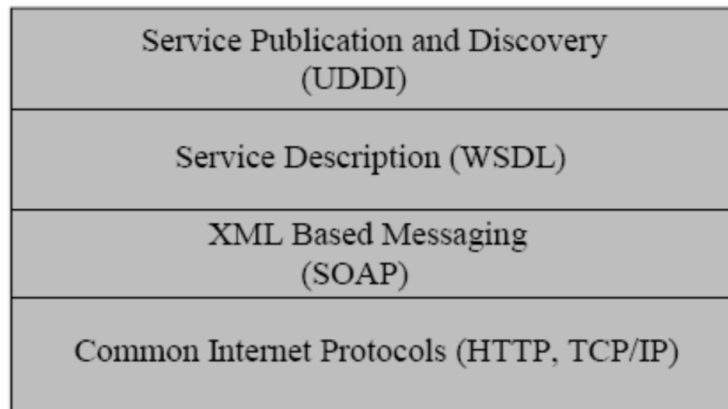 Service Publication and Discovery
(UDDI)
Service Description (WSDL)
XML Based Messaging
(SOAP)
Common Internet Protocols (HTTP, TCP/IP)